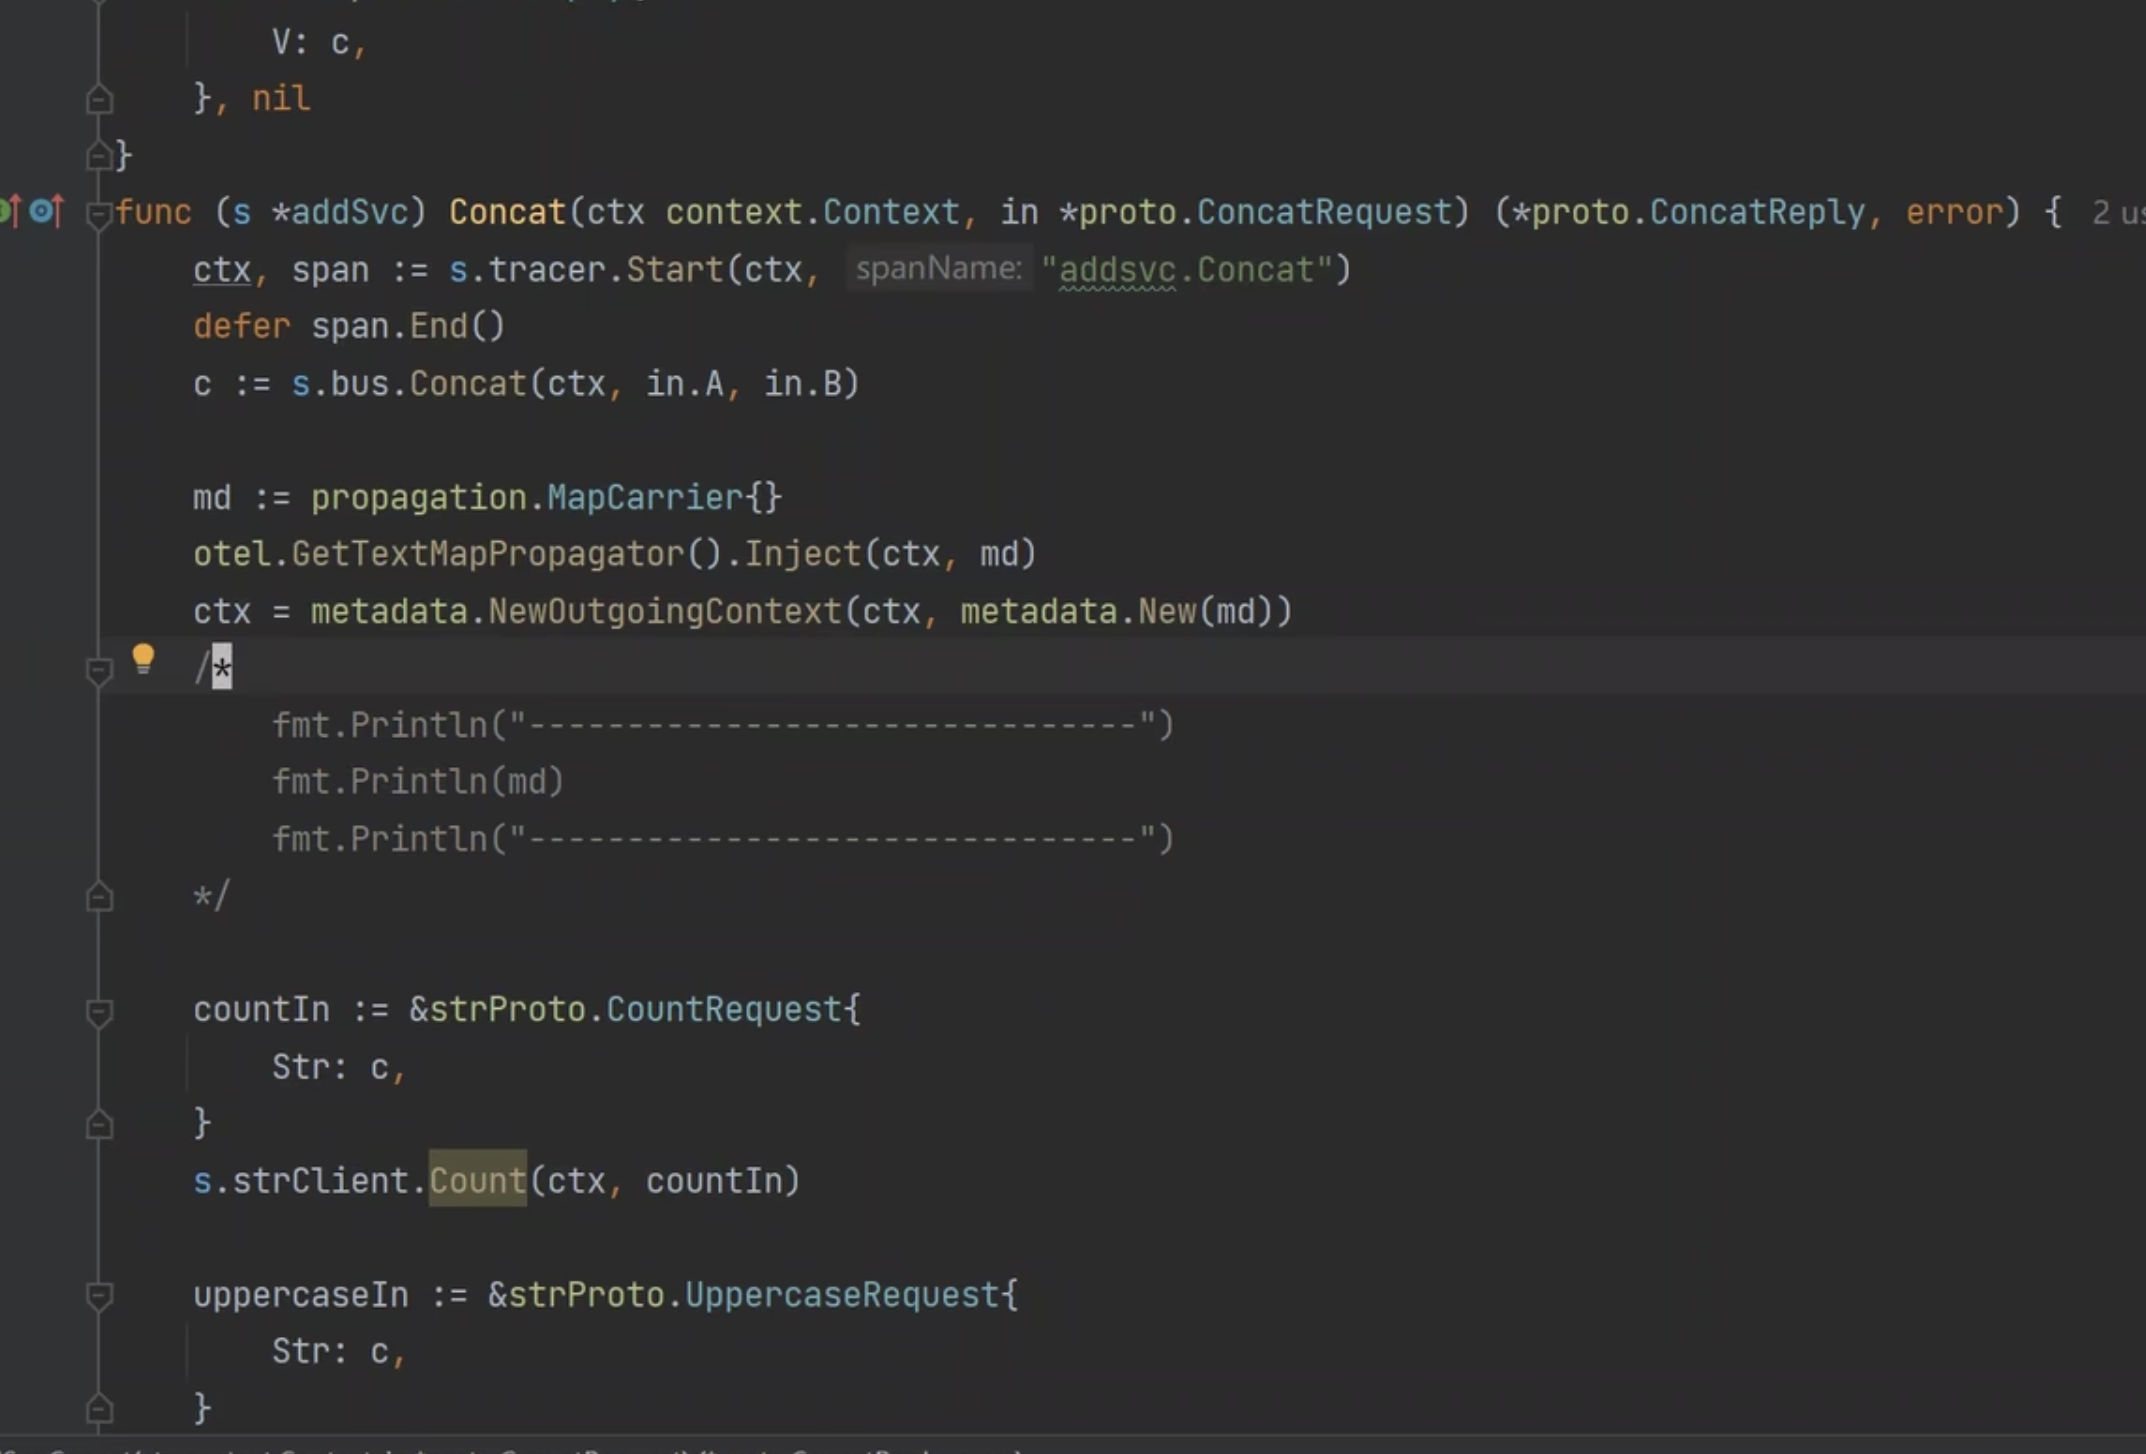 V: c,
}, nil
}
func (s *addSvc) Concat(ctx context.Context, in *proto.ConcatRequest) (*proto.ConcatReply, error) { 2
ctx, span := s.tracer.Start(ctx, spanName: "addsvc.Concat")
defer span.End()
c := s.bus.Concat(ctx, in.A, in.B)
md := propagation.MapCarrier{}
otel.GetTextMapPropagator().Inject(ctx, md)
ctx = metadata.NewOutgoingContext(ctx, metadata.New(md))
/*
fmt.Println("-------------------------------")
fmt.Println(md)
fmt.Println("-------------------------------")
*/
countIn := &strProto.CountRequest{
Str: c,
}
s.strClient.Count(ctx, countIn)
uppercaseIn := &strProto.UppercaseRequest{
Str: c,
}